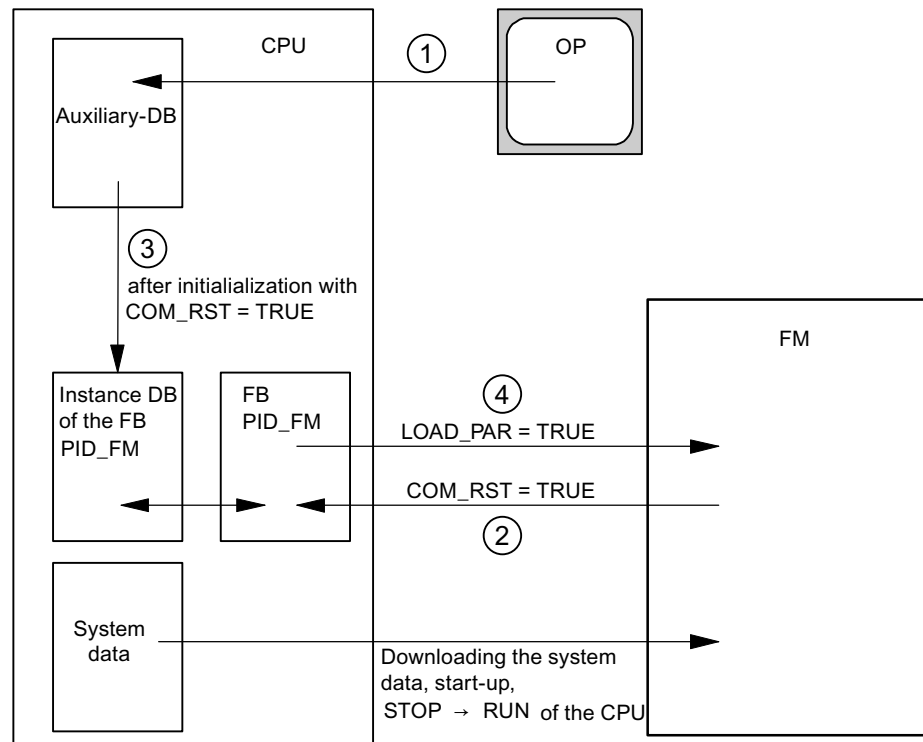 CPU
OP
①
Auxiliary-DB
③
after initialialization with
COM_RST = TRUE
FM
Instance DB
of the FB
PID_FM
FB
PID_FM
④
LOAD_PAR = TRUE
COM_RST = TRUE
②
System
data
Downloading the system
data, start-up,
STOP → RUN of the CPU